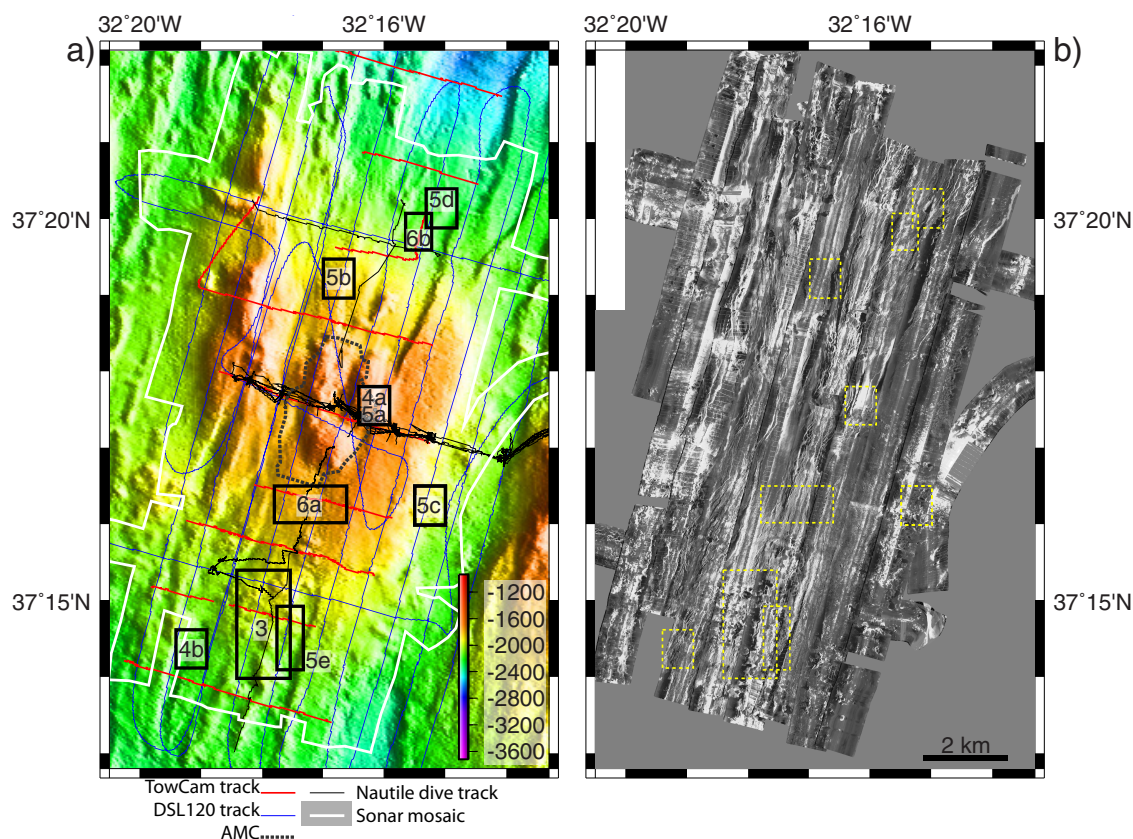 32˚20'W 32˚16'W 32˚20'W 32˚16'W
a) b)
5d
37˚20'N 6b 37˚20'N
5b
4a
5a
6a 5c
37˚15'N -1200 37˚15'N
3 -1600
4b 5e -2000
-2400
-2800
-3200
-3600
2 km
TowCam track Nautile dive track
DSL120 track Sonar mosaic
AMC